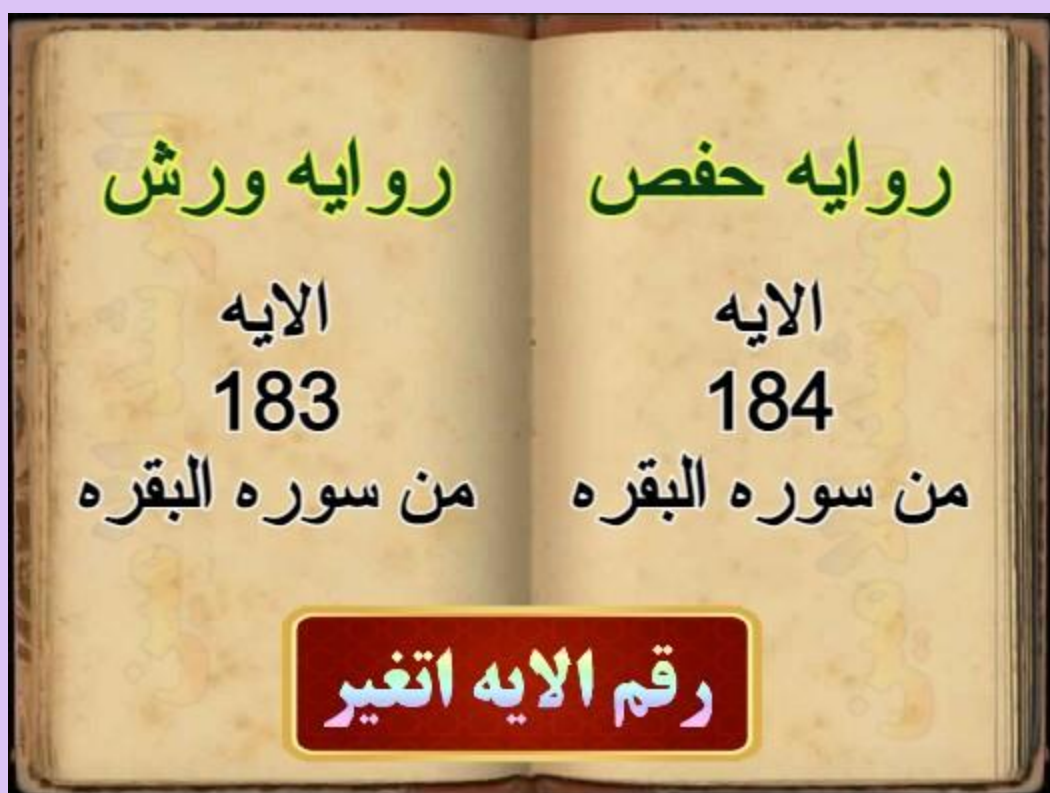 روايه حفص
الايه
184
من سوره البقره
روايه ورش
الايه
183
من سوره البقره
رقم الايه اتغير